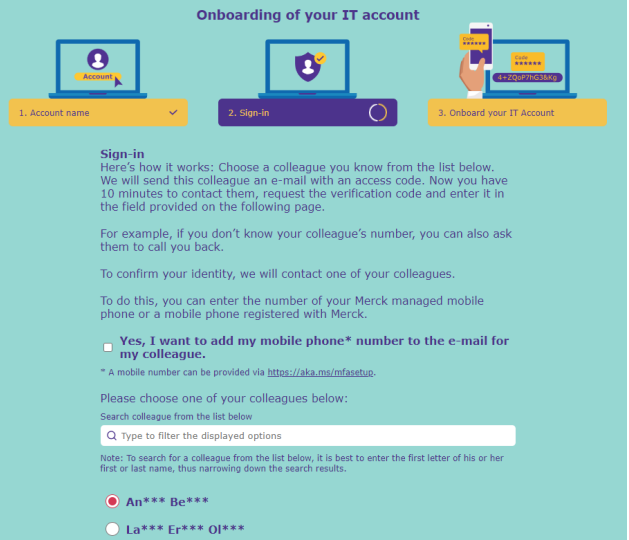 Onboarding of your IT account
Account
Code
******
Code
******
4+ZQoP7hG3&Kg
1. Account name
2. Sign-in
3. Onboard your IT Account
Sign-in
Here's how it works: Choose a colleague you know from the list below.
We will send this colleague an e-mail with an access code. Now you have
10 minutes to contact them, request the verification code and enter it in
the field provided on the following page.
For example, if you don't know your colleague's number, you can also ask
them to call you back.
To confirm your identity, we will contact one of your colleagues.
To do this, you can enter the number of your Merck managed mobile
phone or a mobile phone registered with Merck.
Yes, I want to add my mobile phone* number to the e-mail for
my colleague.
* A mobile number can be provided via https://aka.ms/mfasetup.
Please choose one of your colleagues below:
Search colleague from the list below
Type to filter the displayed options
Note: To search for a colleague from the list below, it is best to enter the first letter of his or her
first or last name, thus narrowing down the search results.
An*** Be***
La*** Er*** Ol***